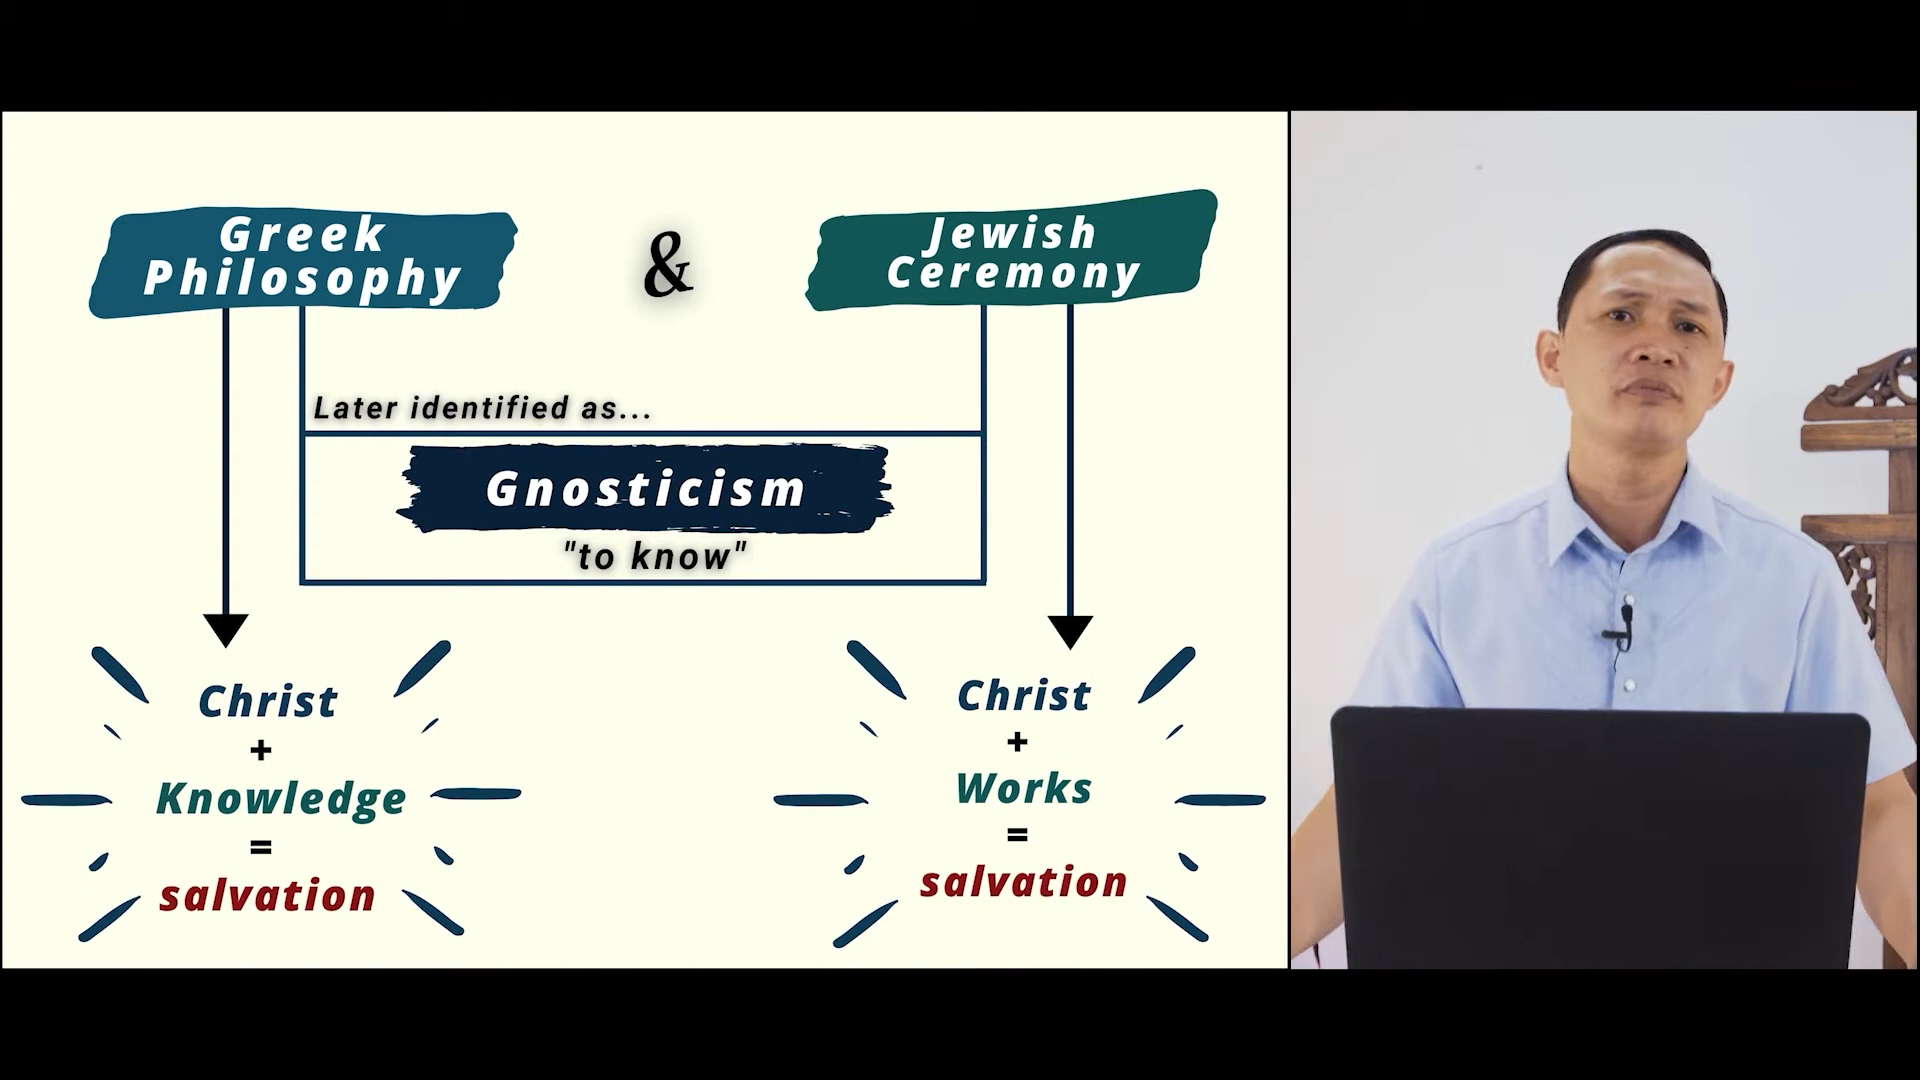 Greek
Philosophy
&
Jewish
Ceremony
Later identified as...
Gnosticism
"to know"
Christ
+
Knowledge
=
salvation
Christ
+
Works
=
salvation